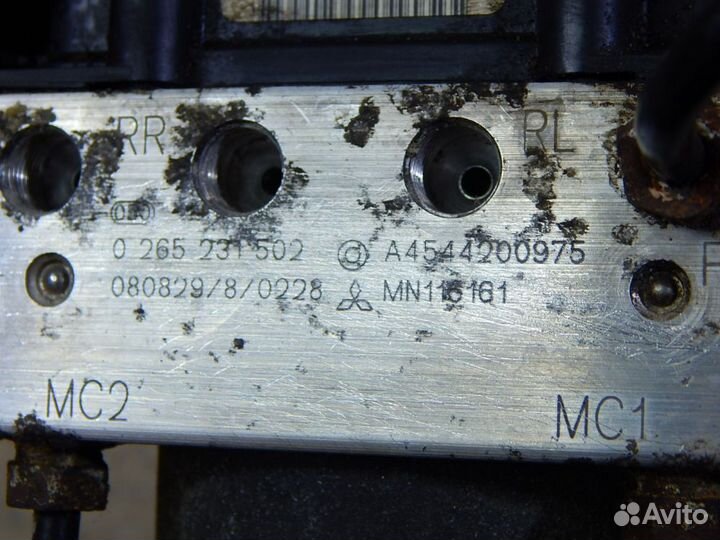 RR RL
0 265 231 502 A4544200975
080829/8/0228 MN116161
MC2 MC1
Avito